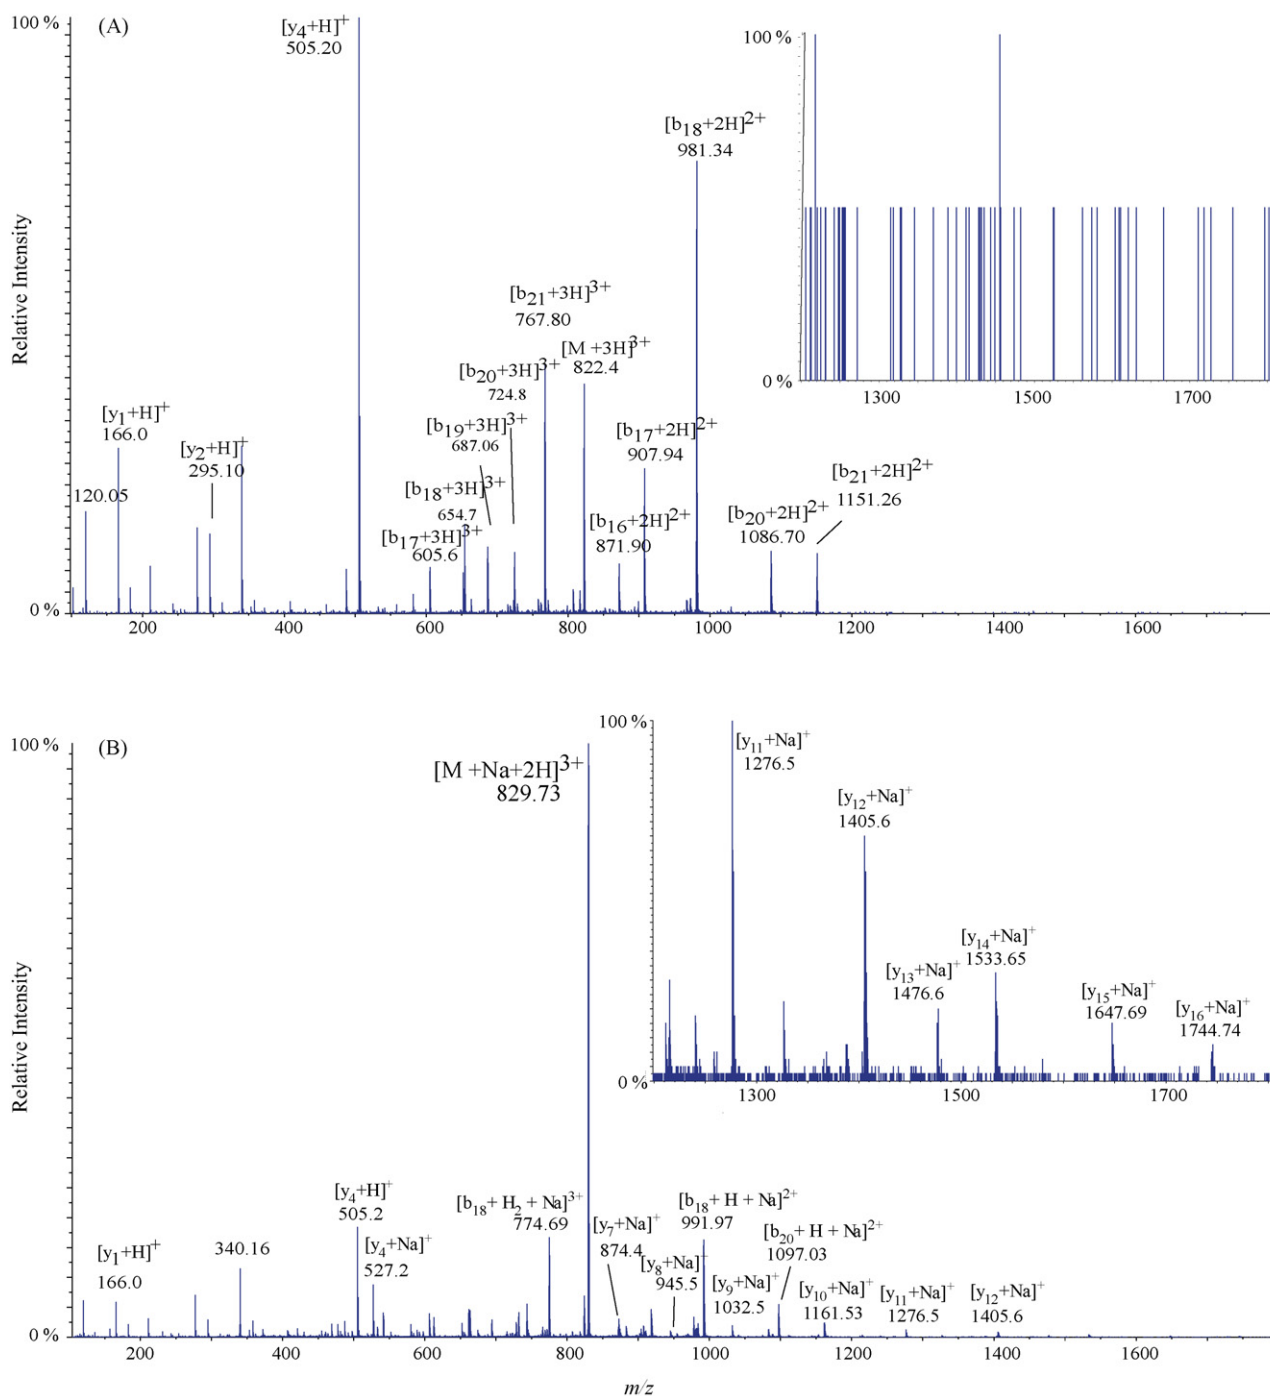 100 %
(A)
[y₄+H]⁺
505.20
100 %
[b₁₈+2H]²⁺
981.34
Relative Intensity
[b₂₁+3H]³⁺
767.80
[M +3H]³⁺
822.4
[b₂₀+3H]³⁺
724.8
0 %
1300
1500
1700
[y₁+H]⁺
166.0
[b₁₉+3H]³⁺
687.06
[b₁₇+2H]²⁺
907.94
[y₂+H]⁺
295.10
120.05
[b₁₈+3H]³⁺
654.7
[b₂₁+2H]²⁺
1151.26
[b₁₇+3H]³⁺
605.6
[b₁₆+2H]²⁺
871.90
[b₂₀+2H]²⁺
1086.70
0 %
200
400
600
800
1000
1200
1400
1600
100 %
(B)
[M +Na+2H]³⁺
829.73
100 %
[y₁₁+Na]⁺
1276.5
[y₁₂+Na]⁺
1405.6
[y₁₄+Na]⁺
1533.65
[y₁₃+Na]⁺
1476.6
[y₁₅+Na]⁺
1647.69
[y₁₆+Na]⁺
1744.74
0 %
1300
1500
1700
Relative Intensity
[y₄+H]⁺
505.2
[b₁₈+ H₂ + Na]³⁺
774.69
[b₁₈+ H + Na]²⁺
991.97
[y₁+H]⁺
166.0
340.16
[y₄+Na]⁺
527.2
[y₇+Na]⁺
874.4
[b₂₀+ H + Na]²⁺
1097.03
[y₈+Na]⁺
945.5
[y₉+Na]⁺
1032.5
[y₁₀+Na]⁺
1161.53
[y₁₁+Na]⁺
1276.5
[y₁₂+Na]⁺
1405.6
0 %
200
400
600
800
1000
1200
1400
1600
m/z